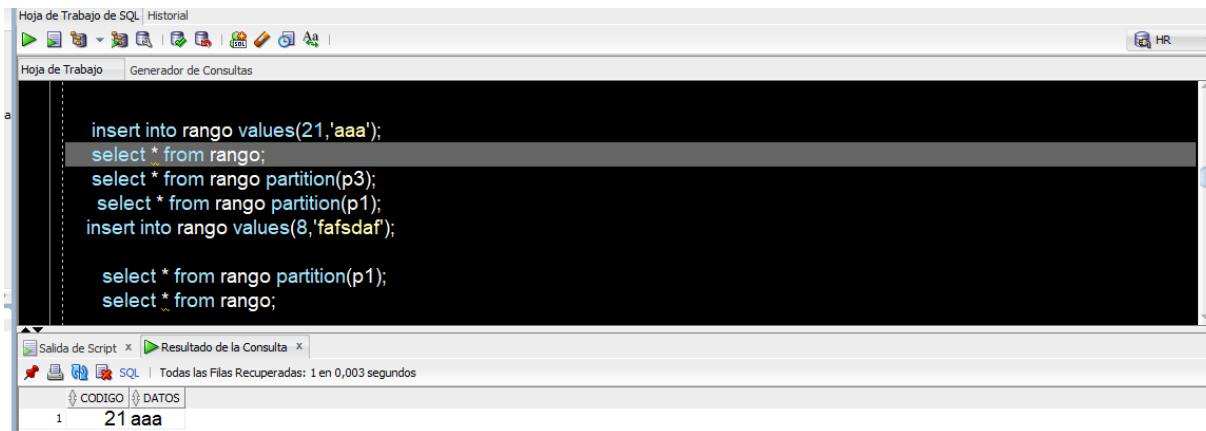 Hoja de Trabajo de SQL Historial
HR
Hoja de Trabajo Generador de Consultas
a
insert into rango values(21,'aaa');
select * from rango;
select * from rango partition(p3);
select * from rango partition(p1);
insert into rango values(8,'fafsdaf');
select * from rango partition(p1);
select * from rango;
Salida de Script x Resultado de la Consulta x
SQL | Todas las Filas Recuperadas: 1 en 0,003 segundos
CODIGO DATOS
1 21 aaa